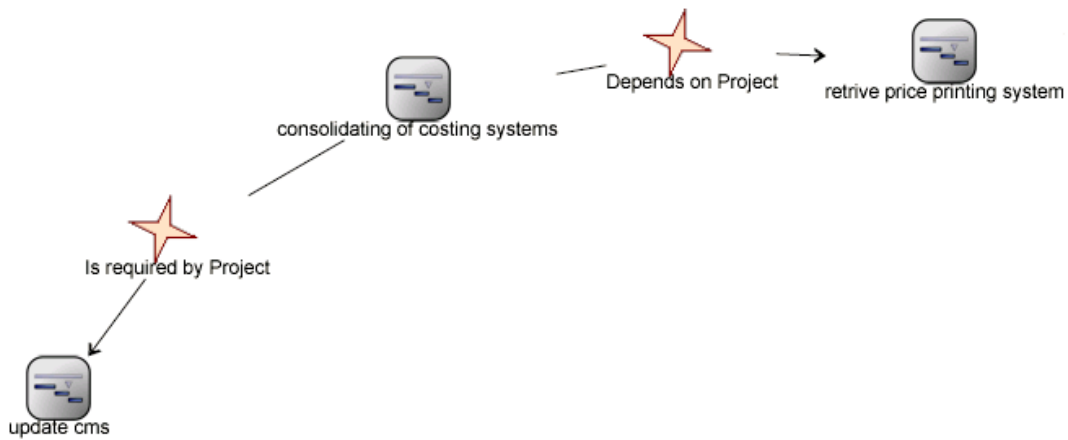 Depends on Project
retrive price printing system
consolidating of costing systems
Is required by Project
update cms